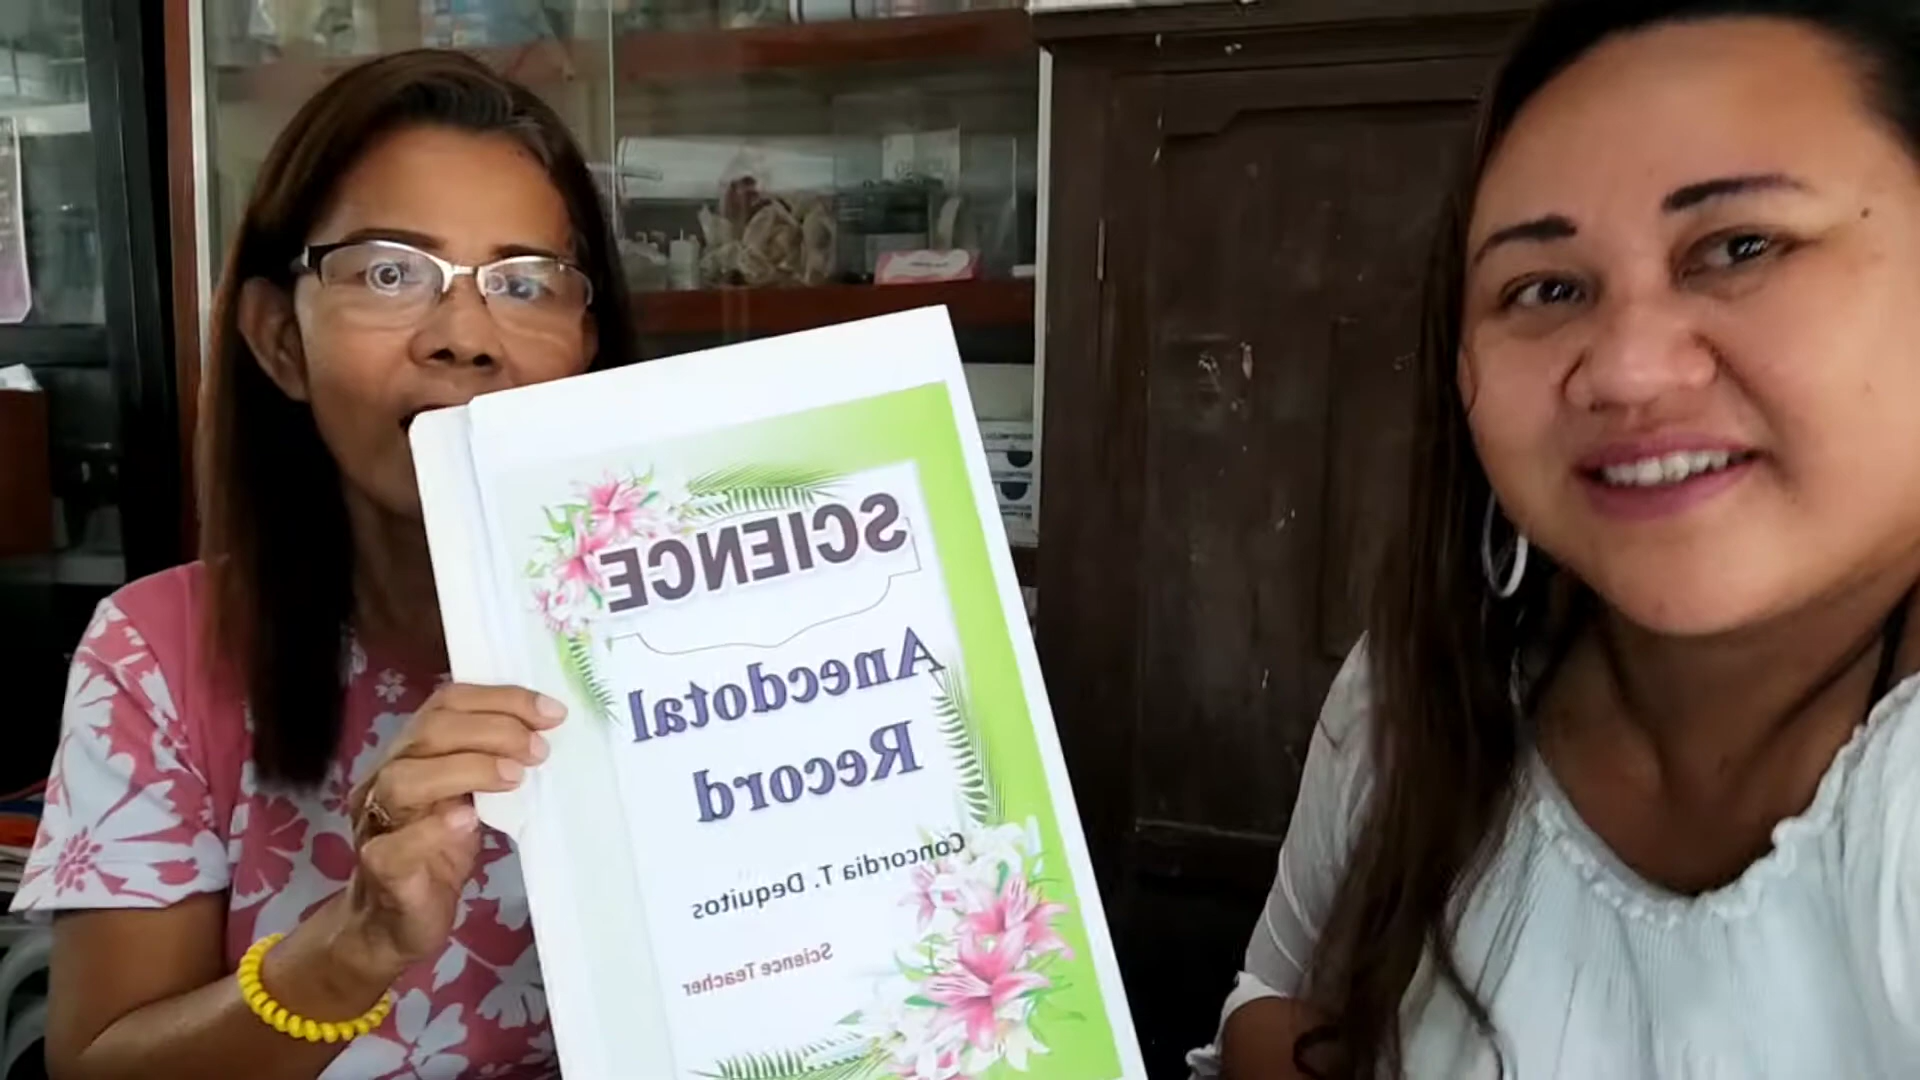 SCIENCE
Anecdotal
Record
Concordia T. Dequitos
Science Teacher